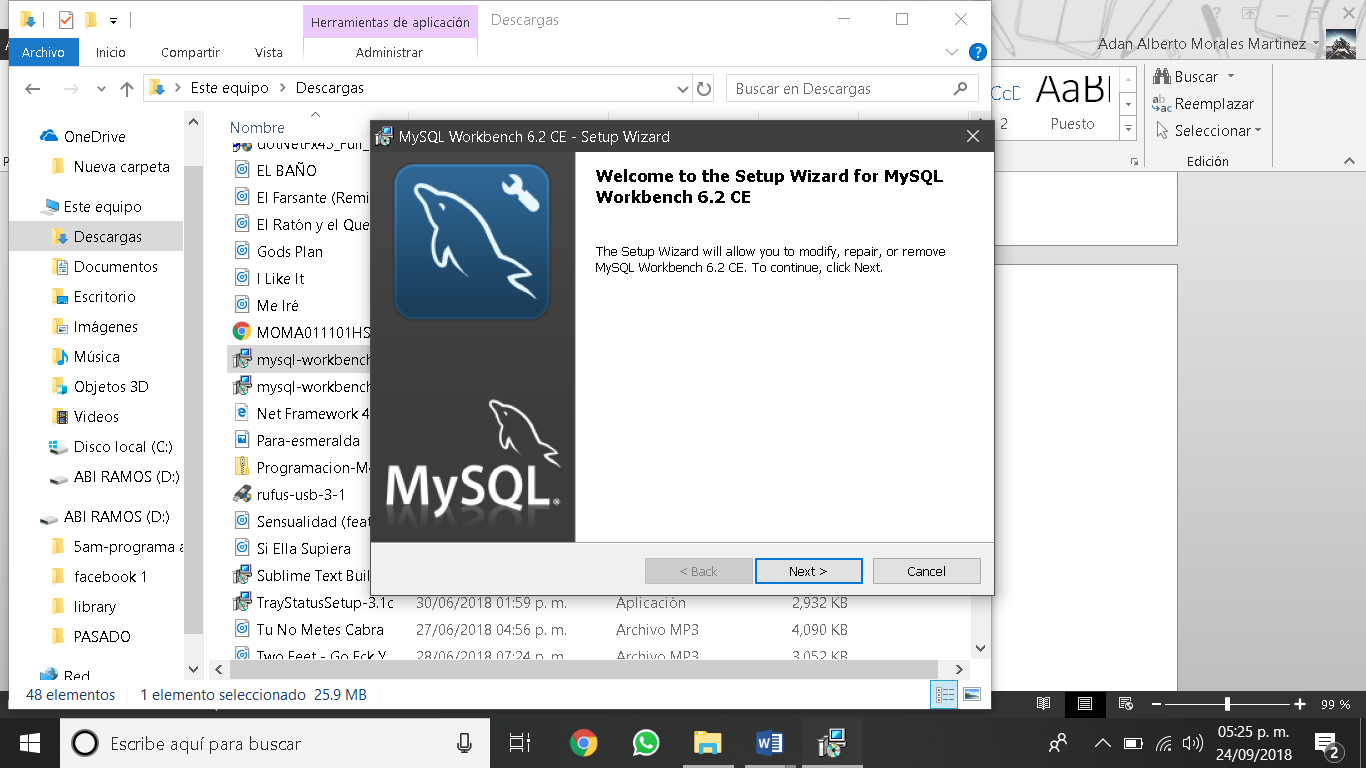 Herramientas de aplicación
Descargas
Archivo
Inicio
Compartir
Vista
Administrar
Este equipo
Descargas
Buscar en Descargas
OneDrive
Nueva carpeta
Este equipo
Descargas
Documentos
Escritorio
Imágenes
Música
Objetos 3D
Videos
Disco local (C:)
ABI RAMOS (D:)
ABI RAMOS (D:)
5am-programa a
facebook 1
library
PASADO
Red
Nombre
dotNetFx45_Full_
EL BAÑO
El Farsante (Remi
El Ratón y el Que
Gods Plan
I Like It
Me Iré
MOMA011101HS
mysql-workbench
mysql-workbench
Net Framework 4
Para-esmeralda
Programacion-M4
rufus-usb-3-1
Sensualidad (feat
Si Ella Supiera
Sublime Text Buil
TrayStatusSetup-3.1c 30/06/2018 01:59 p. m. Aplicación 2,932 KB
Tu No Metes Cabra 27/06/2018 04:56 p. m. Archivo MP3 4,090 KB
Two Feet - Go Fck Y 28/06/2018 07:24 p. m. Archivo MP3 3,052 KB
48 elementos 1 elemento seleccionado 25.9 MB
MySQL Workbench 6.2 CE - Setup Wizard
Welcome to the Setup Wizard for MySQL
Workbench 6.2 CE
The Setup Wizard will allow you to modify, repair, or remove
MySQL Workbench 6.2 CE. To continue, click Next.
MySQL®
< Back
Next >
Cancel
Adan Alberto Morales Martinez
CcD
AaBl
2
Puesto
Buscar
Reemplazar
Seleccionar
Edición
99 %
Escribe aquí para buscar
05:25 p. m.
24/09/2018
2